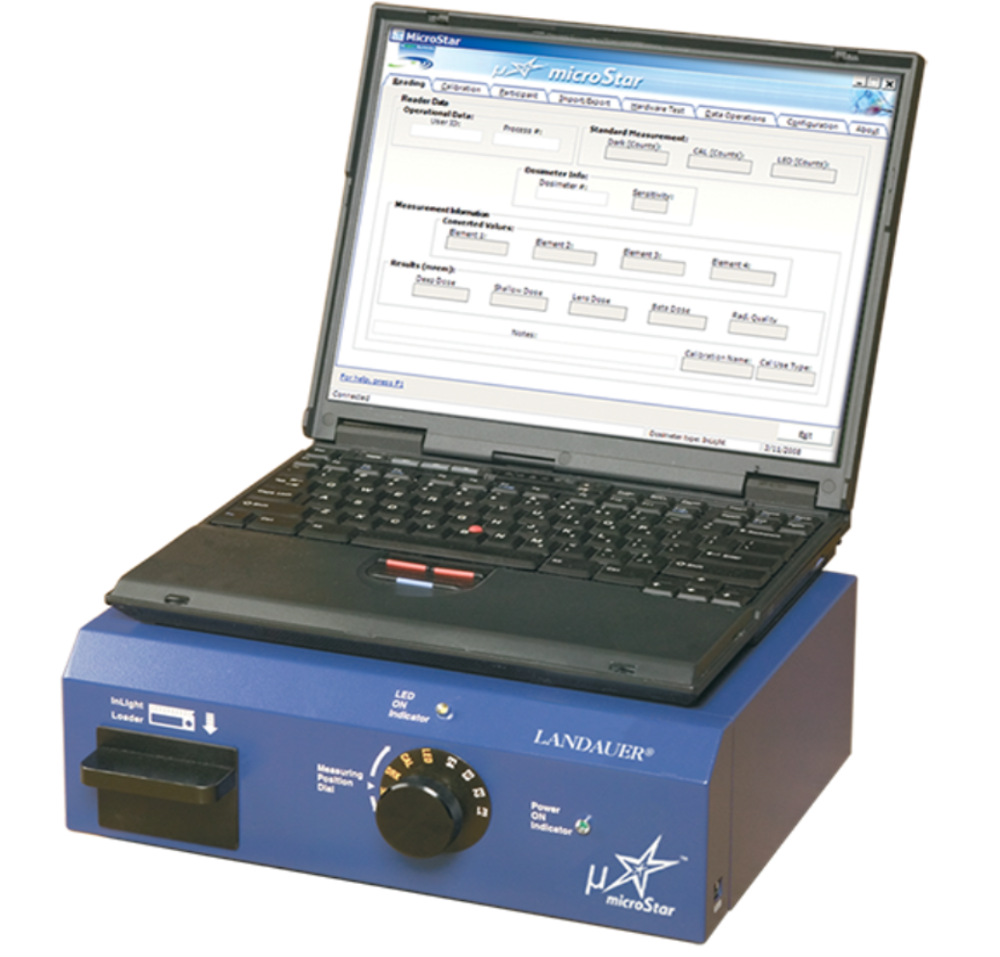 MicroStar
μ microStar
Reading Calibration Participant Import/Export Hardware Test Data Operations Configuration About
Reader Data
Operational Data:
User ID: Process #:
Standard Measurement:
Dark (Counts): CAL (Counts): LED (Counts):
Dosimeter Info:
Dosimeter #: Sensitivity:
Measurement Information
Converted Values:
Element 1: Element 2: Element 3: Element 4:
Results (mrem):
Deep Dose Shallow Dose Lens Dose Beta Dose Rad. Quality
Notes:
Calibration Name: Cal Use Type:
For help, press F1
Connected
Exit
Dosimeter type: InLight
2/11/2008
InLight
Loader
LED
ON
Indicator
LANDAUER®
Measuring
Position
Dial
E4 E3 E2 E1
Power
ON
Indicator
μ
microStar™